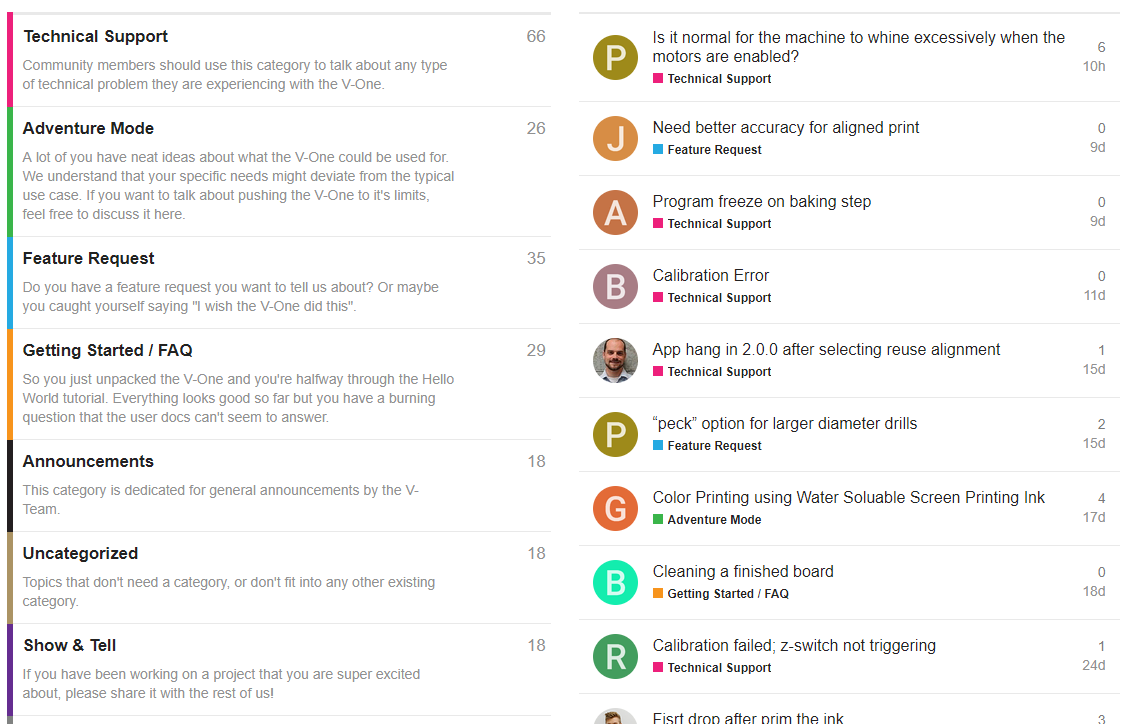 Technical Support 66
Community members should use this category to talk about any type
of technical problem they are experiencing with the V-One.
Adventure Mode 26
A lot of you have neat ideas about what the V-One could be used for.
We understand that your specific needs might deviate from the typical
use case. If you want to talk about pushing the V-One to it's limits,
feel free to discuss it here.
Feature Request 35
Do you have a feature request you want to tell us about? Or maybe
you caught yourself saying "I wish the V-One did this".
Getting Started / FAQ 29
So you just unpacked the V-One and you're halfway through the Hello
World tutorial. Everything looks good so far but you have a burning
question that the user docs can't seem to answer.
Announcements 18
This category is dedicated for general announcements by the V-
Team.
Uncategorized 18
Topics that don't need a category, or don't fit into any other existing
category.
Show & Tell 18
If you have been working on a project that you are super excited
about, please share it with the rest of us!
P
Is it normal for the machine to whine excessively when the
motors are enabled?
Technical Support
6
10h
J
Need better accuracy for aligned print
Feature Request
0
9d
A
Program freeze on baking step
Technical Support
0
9d
B
Calibration Error
Technical Support
0
11d
App hang in 2.0.0 after selecting reuse alignment
Technical Support
1
15d
P
“peck” option for larger diameter drills
Feature Request
2
15d
G
Color Printing using Water Soluable Screen Printing Ink
Adventure Mode
4
17d
B
Cleaning a finished board
Getting Started / FAQ
0
18d
R
Calibration failed; z-switch not triggering
Technical Support
1
24d
Fisrt drop after prim the ink
3